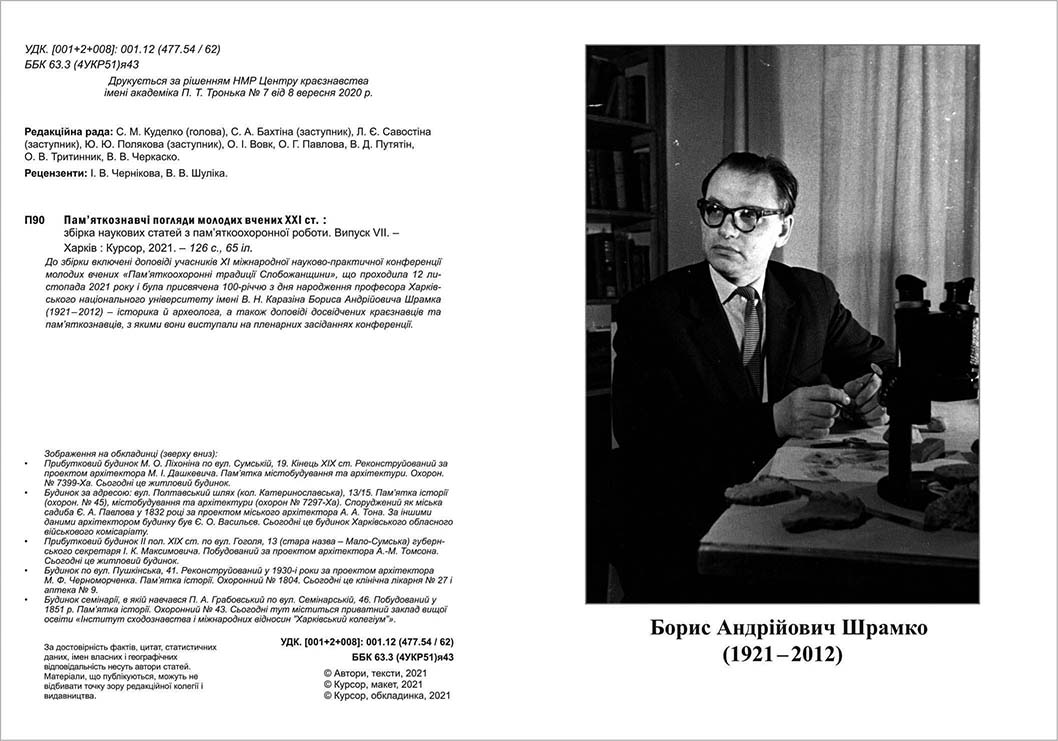 УДК. [001+2+008]: 001.12 (477.54 / 62)
ББК 63.3 (4УКР51)я43
Друкується за рішенням НМР Центру краєзнавства
імені академіка П. Т. Тронька № 7 від 8 вересня 2020 р.
Редакційна рада: С. М. Куделко (голова), С. А. Бахтіна (заступник), Л. Є. Савостіна
(заступник), Ю. Ю. Полякова (заступник), О. І. Вовк, О. Г. Павлова, В. Д. Путятін,
О. В. Тритинник, В. В. Черкаско.
Рецензенти: І. В. Чернікова, В. В. Шуліка.
П90 Пам’яткознавчі погляди молодих вчених ХХІ ст. :
збірка наукових статей з пам’яткоохоронної роботи. Випуск VII. –
Харків : Курсор, 2021. – 126 с., 65 іл.
До збірки включені доповіді учасників ХІ міжнародної науково-практичної конференції
молодих вчених «Пам’яткоохоронні традиції Слобожанщини», що проходила 12 ли-
стопада 2021 року і була присвячена 100-річчю з дня народження професора Харків-
ського національного університету імені В. Н. Каразіна Бориса Андрійовича Шрамка
(1921–2012) – історика й археолога, а також доповіді досвідчених краєзнавців та
пам’яткознавців, з якими вони виступали на пленарних засіданнях конференції.
Зображення на обкладинці (зверху вниз):
• Прибутковий будинок М. О. Ліхоніна по вул. Сумській, 19. Кінець ХІХ ст. Реконструйований за
проектом архітектора М. І. Дашкевича. Пам’ятка містобудування та архітектури. Охорон.
№ 7399-Ха. Сьогодні це житловий будинок.
• Будинок за адресою: вул. Полтавський шлях (кол. Катеринославська), 13/15. Пам’ятка історії
(охорон. № 45), містобудування та архітектури (охорон № 7297-Ха). Споруджений як міська
садиба Є. А. Павлова у 1832 році за проектом міського архітектора А. А. Тона. За іншими
даними архітектором будинку був Є. О. Васильєв. Сьогодні це будинок Харківського обласного
військового комісаріату.
• Прибутковий будинок ІІ пол. ХІХ ст. по вул. Гоголя, 13 (стара назва – Мало-Сумська) губерн-
ського секретаря І. К. Максимовича. Побудований за проектом архітектора А.-М. Томсона.
Сьогодні це житловий будинок.
• Будинок по вул. Пушкінська, 41. Реконструйований у 1930-і роки за проектом архітектора
М. Ф. Черноморченка. Пам’ятка історії. Охоронний № 1804. Сьогодні це клінічна лікарня № 27 і
аптека № 9.
• Будинок семінарії, в якій навчався П. А. Грабовський по вул. Семінарській, 46. Побудований у
1851 р. Пам’ятка історії. Охоронний № 43. Сьогодні тут міститься приватний заклад вищої
освіти «Інститут сходознавства і міжнародних відносин "Харківський колегіум"».
УДК. [001+2+008]: 001.12 (477.54 / 62)
ББК 63.3 (4УКР51)я43
За достовірність фактів, цитат, статистичних
даних, імен власних і географічних
відповідальність несуть автори статей.
Матеріали, що публікуються, можуть не
відбивати точку зору редакційної колегії і
видавництва.
© Автори, тексти, 2021
© Курсор, макет, 2021
© Курсор, обкладинка, 2021
Борис Андрійович Шрамко
(1921–2012)